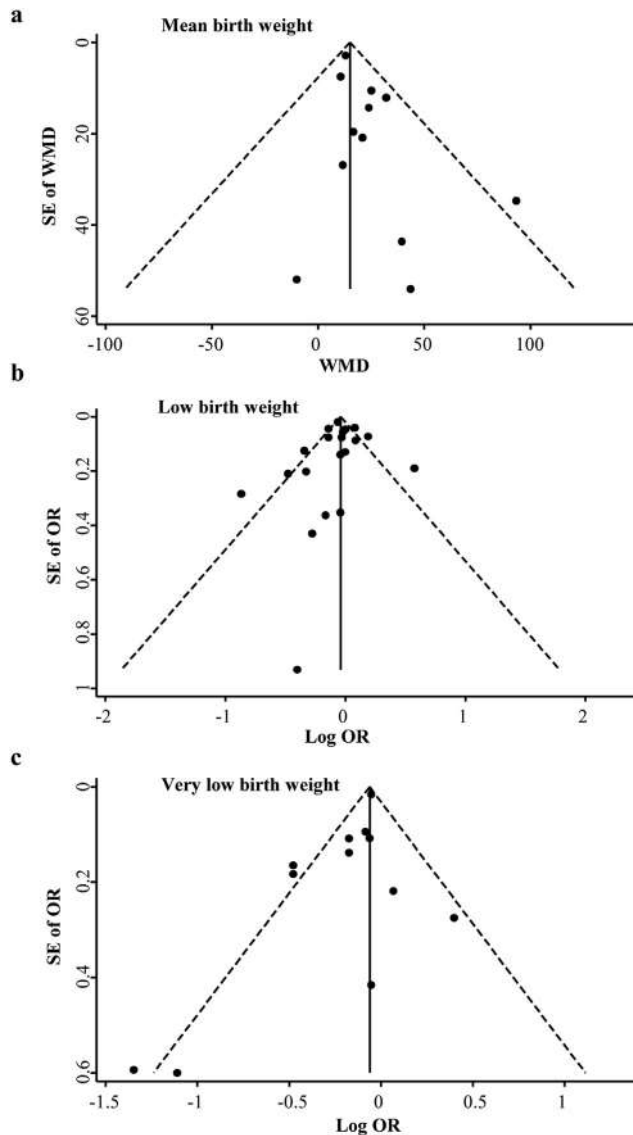 a
Mean birth weight
SE of WMD
0
20
40
60
-100
-50
0
50
100
WMD
b
Low birth weight
SE of OR
0
0.2
0.4
0.6
0.8
1
-2
-1
0
1
2
Log OR
c
Very low birth weight
SE of OR
0
0.2
0.4
0.6
-1.5
-1
-0.5
0
0.5
1
Log OR